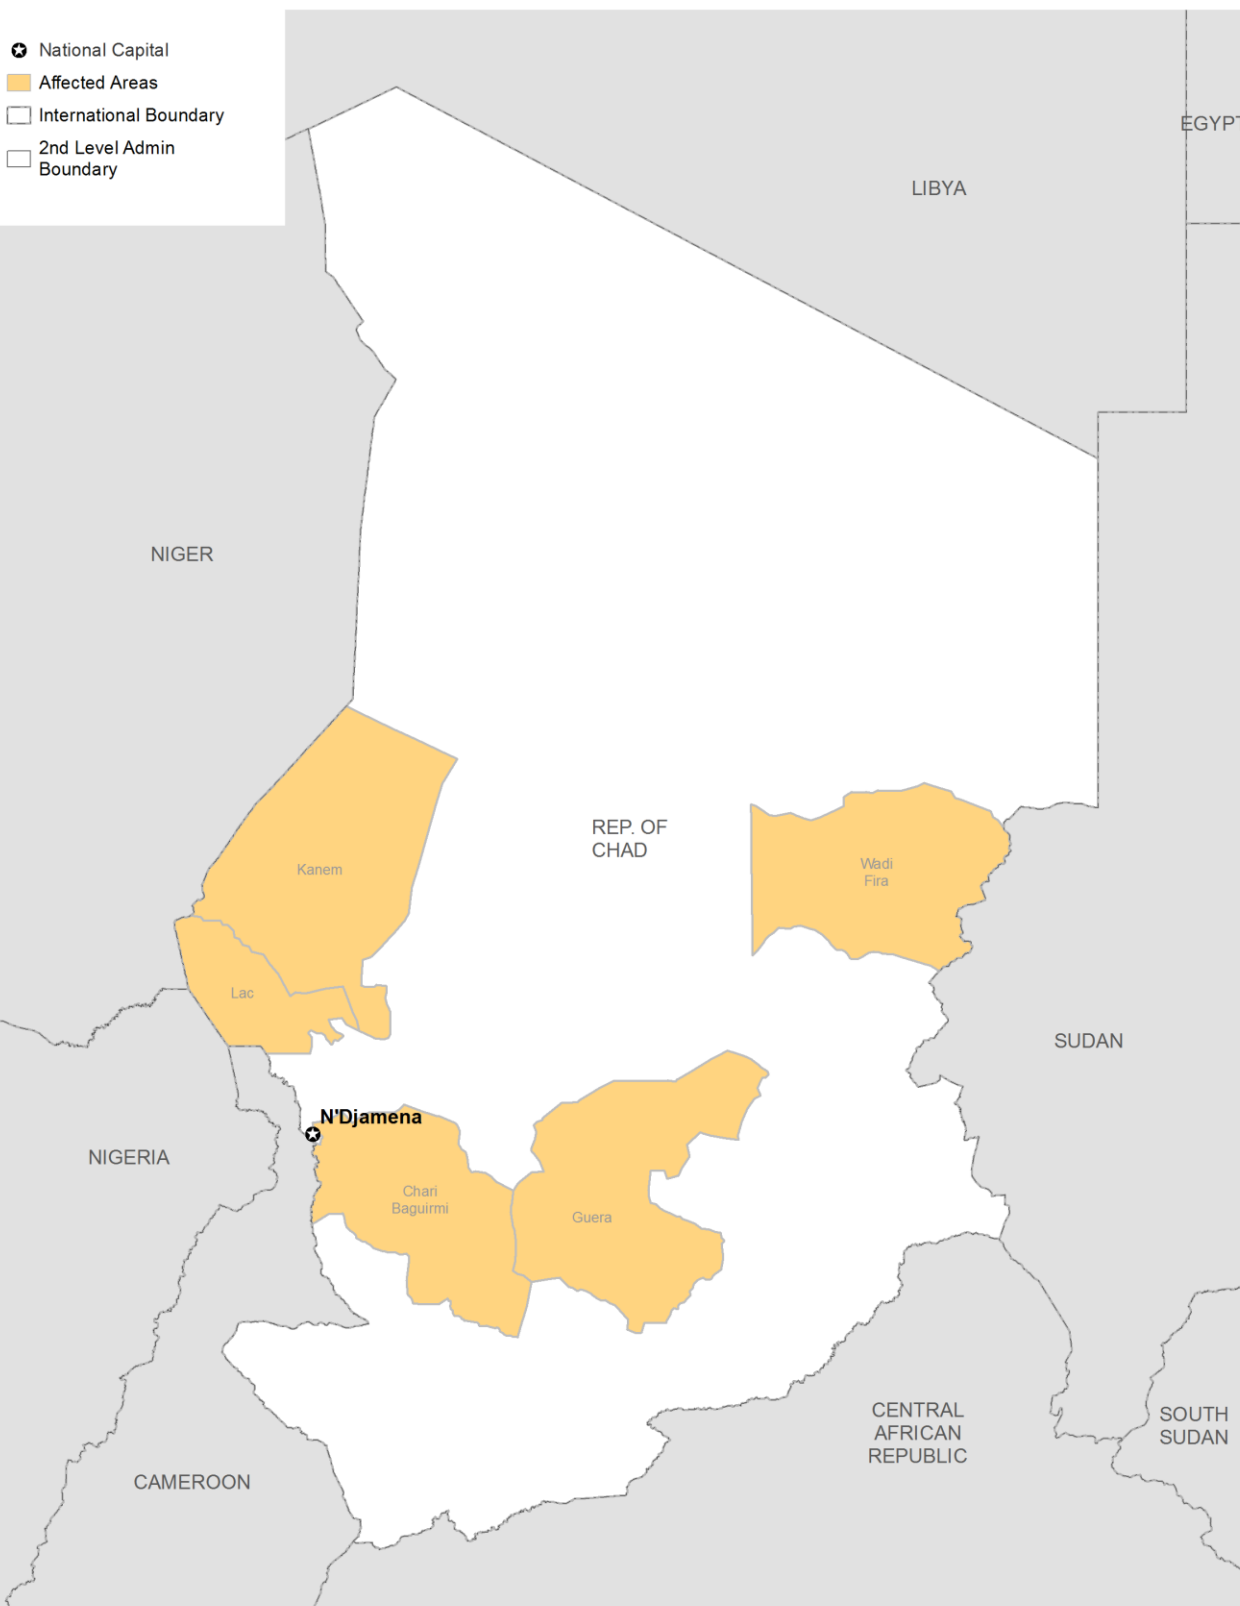 National Capital
Affected Areas
International Boundary
2nd Level Admin
Boundary
EGYPT
LIBYA
NIGER
REP. OF
CHAD
Wadi
Fira
Kanem
Lac
SUDAN
N'Djamena
NIGERIA
Chari
Baguirmi
Guera
CENTRAL
AFRICAN
REPUBLIC
SOUTH
SUDAN
CAMEROON